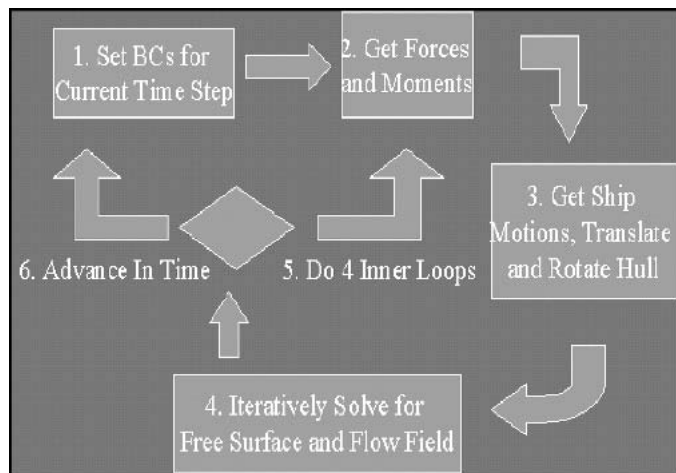 1. Set BCs for
Current Time Step
2. Get Forces
and Moments
3. Get Ship
Motions, Translate
and Rotate Hull
6. Advance In Time
5. Do 4 Inner Loops
4. Iteratively Solve for
Free Surface and Flow Field